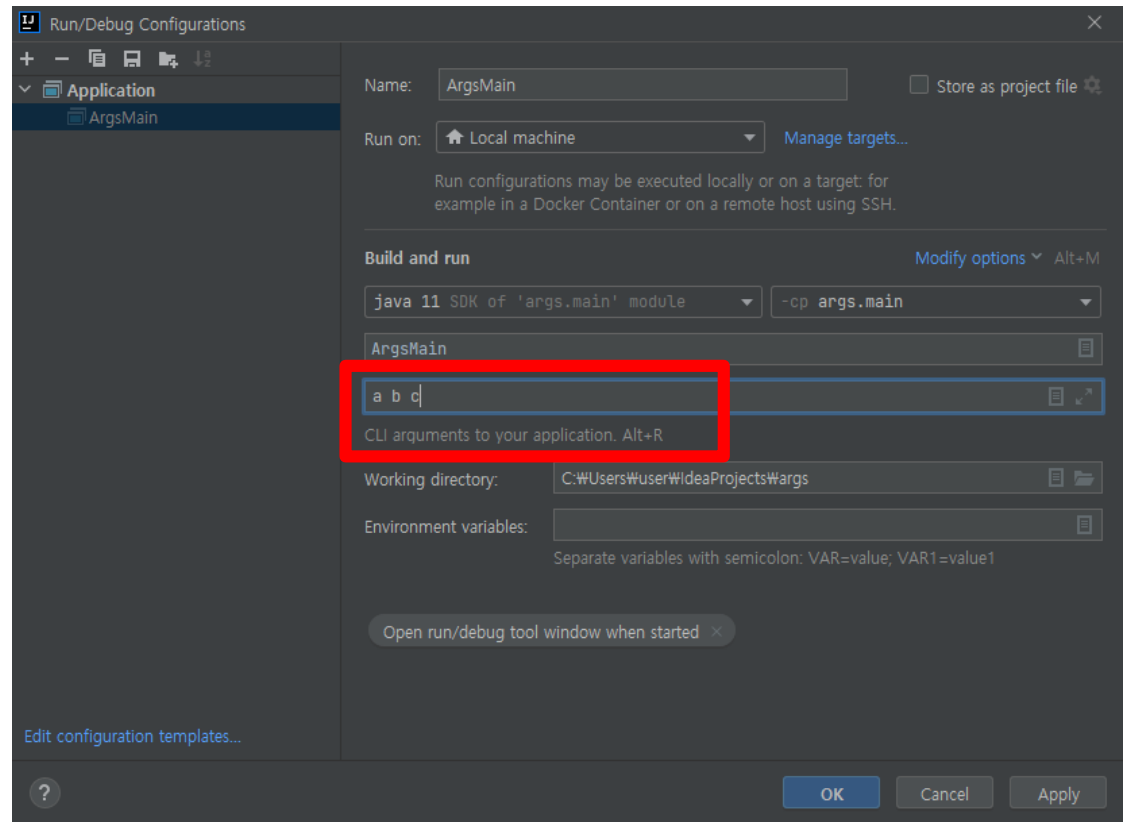 Run/Debug Configurations
Application
ArgsMain
Name: ArgsMain Store as project file
Run on: Local machine Manage targets...
Run configurations may be executed locally or on a target: for
example in a Docker Container or on a remote host using SSH.
Build and run Modify options Alt+M
java 11 SDK of 'args.main' module -cp args.main
ArgsMain
a b c
CLI arguments to your application. Alt+R
Working directory: C:₩Users₩user₩IdeaProjects₩args
Environment variables:
Separate variables with semicolon: VAR=value; VAR1=value1
Open run/debug tool window when started
Edit configuration templates...
? OK Cancel Apply